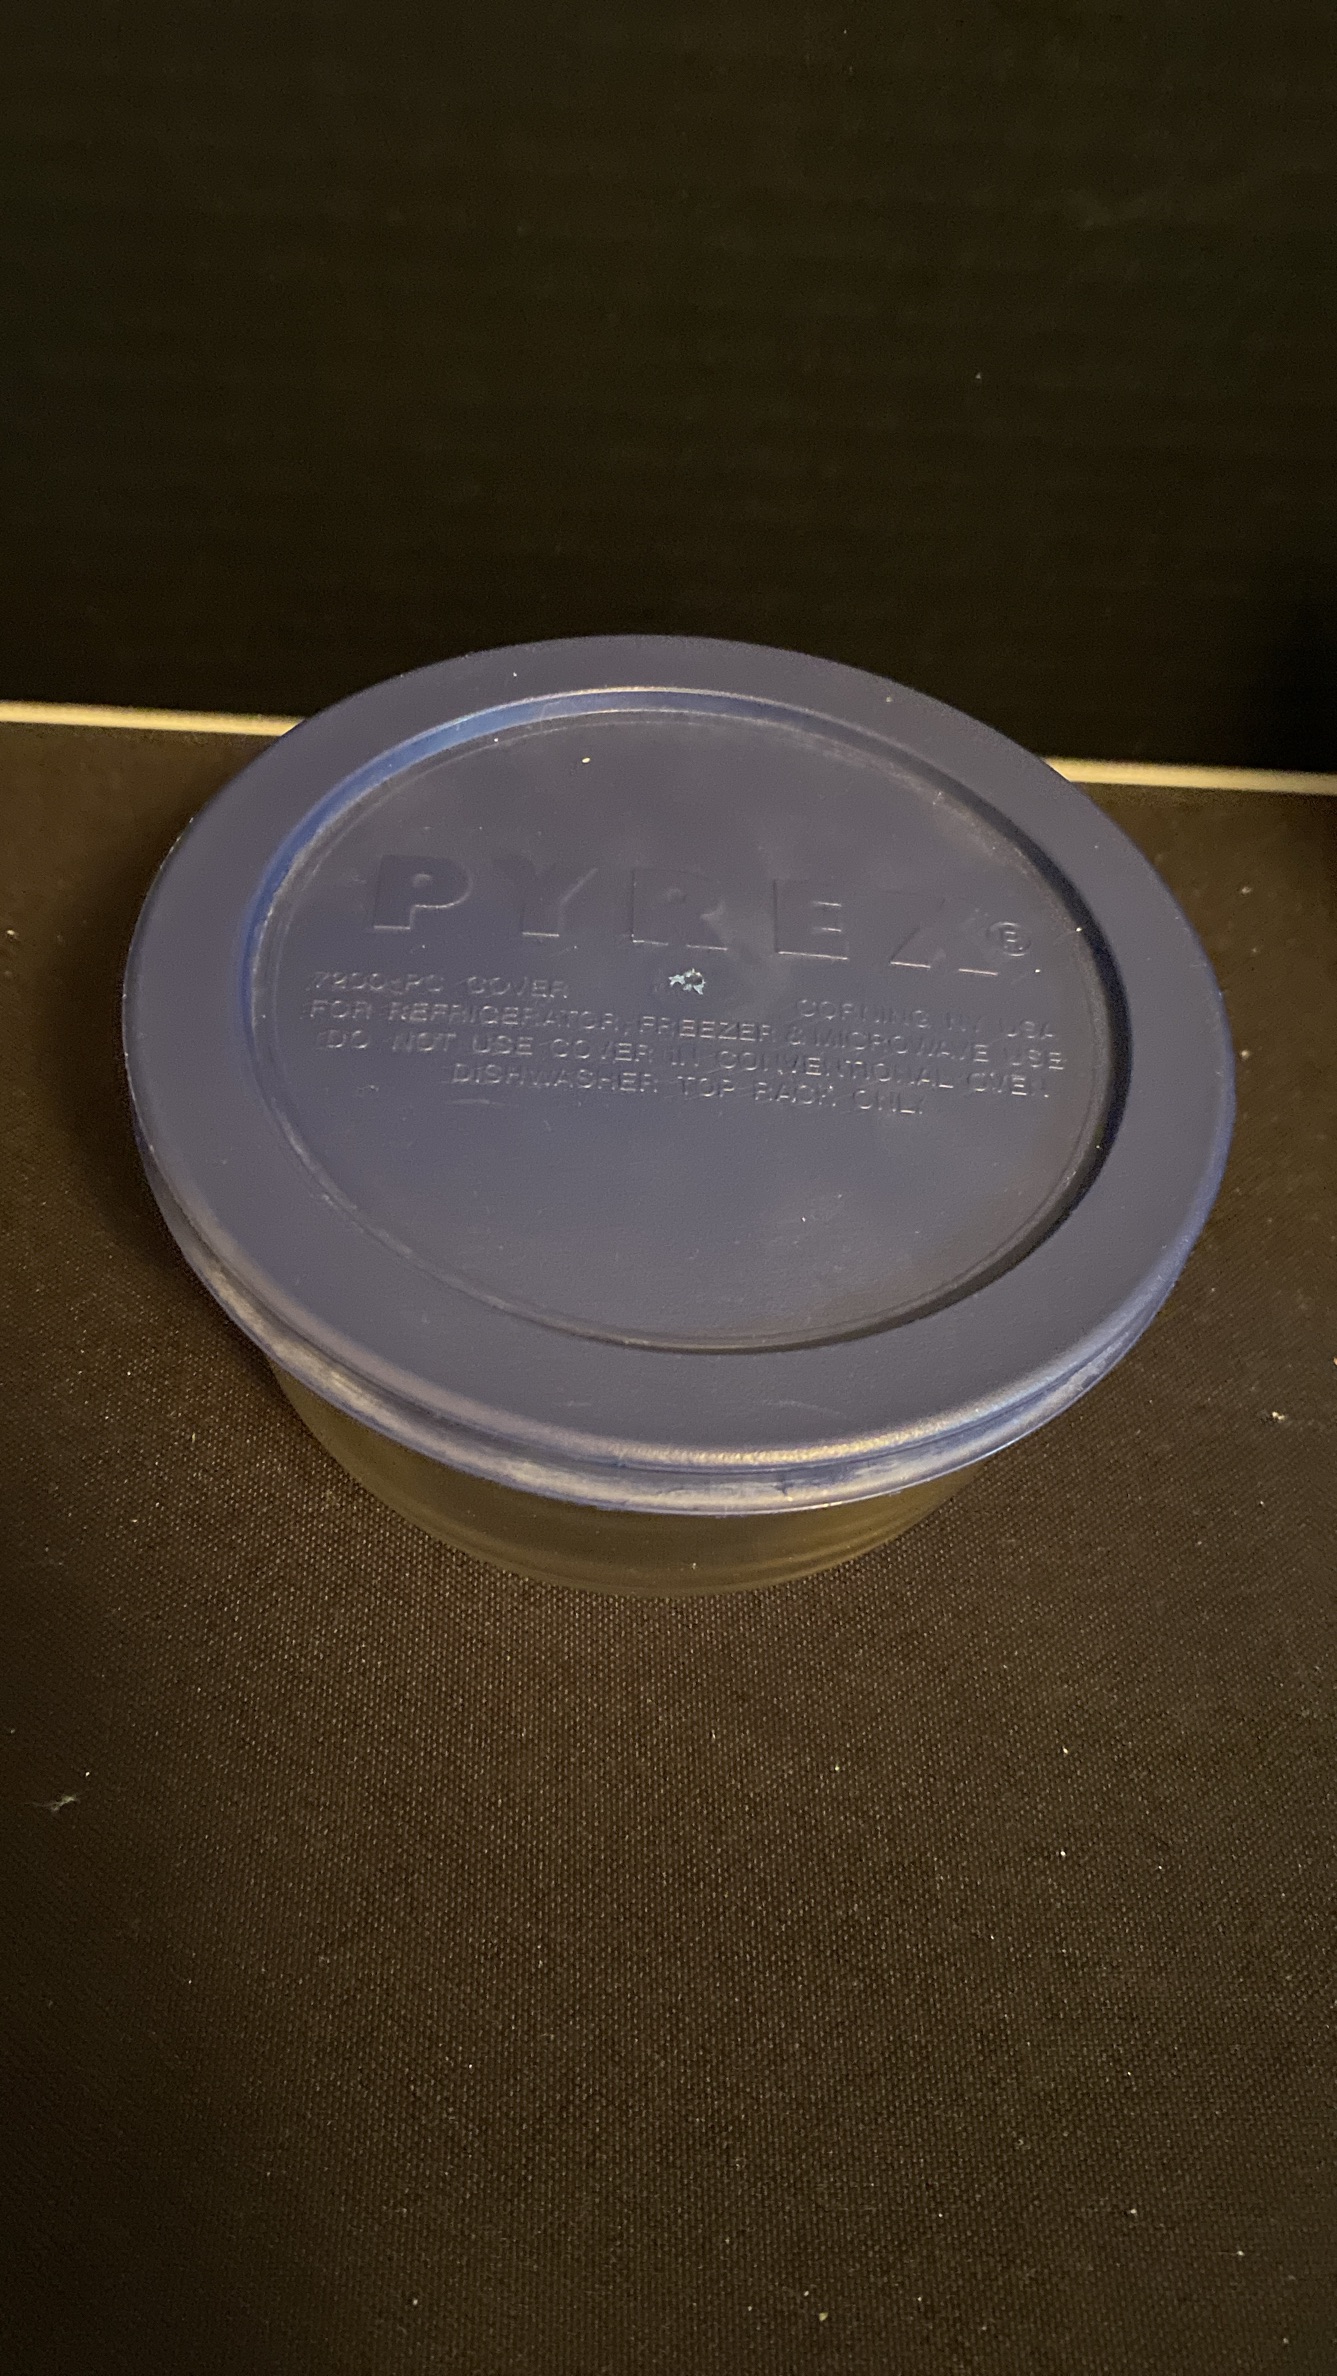 PYREX®
7200-PC COVER CORNING NY USA
FOR REFRIGERATOR, FREEZER & MICROWAVE USE
DO NOT USE COVER IN CONVENTIONAL OVEN
DISHWASHER TOP RACK ONLY